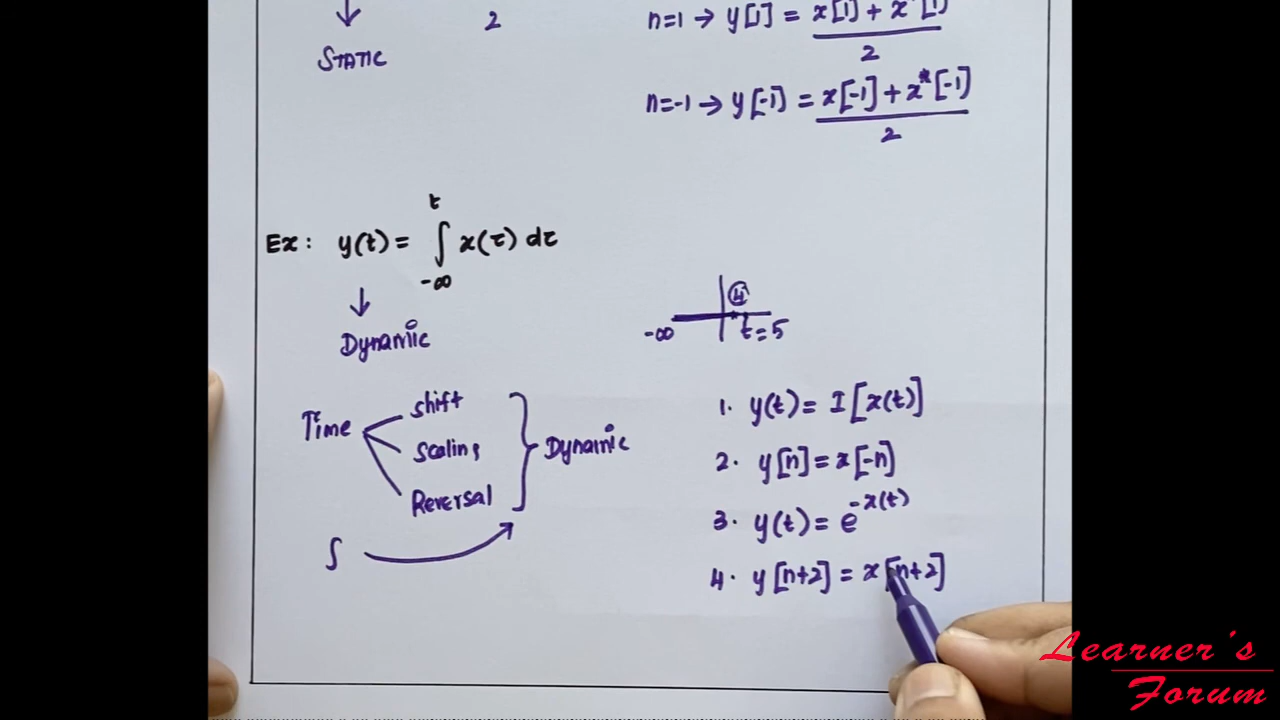 n=1 → y[1] = x[1] + x*[1]
2
2
STATIC
n=-1 → y[-1] = x[-1] + x*[-1]
2
t
Ex: y(t) = ∫ x(τ) dτ
-∞
④
-∞ t=5
Dynamic
Time shift
Scaling
Reversal
Dynamic
∫
1. y(t) = I[x(t)]
2. y[n] = x[-n]
3. y(t) = e^-x(t)
4. y[n+2] = x[n+2]
Learner's
Forum